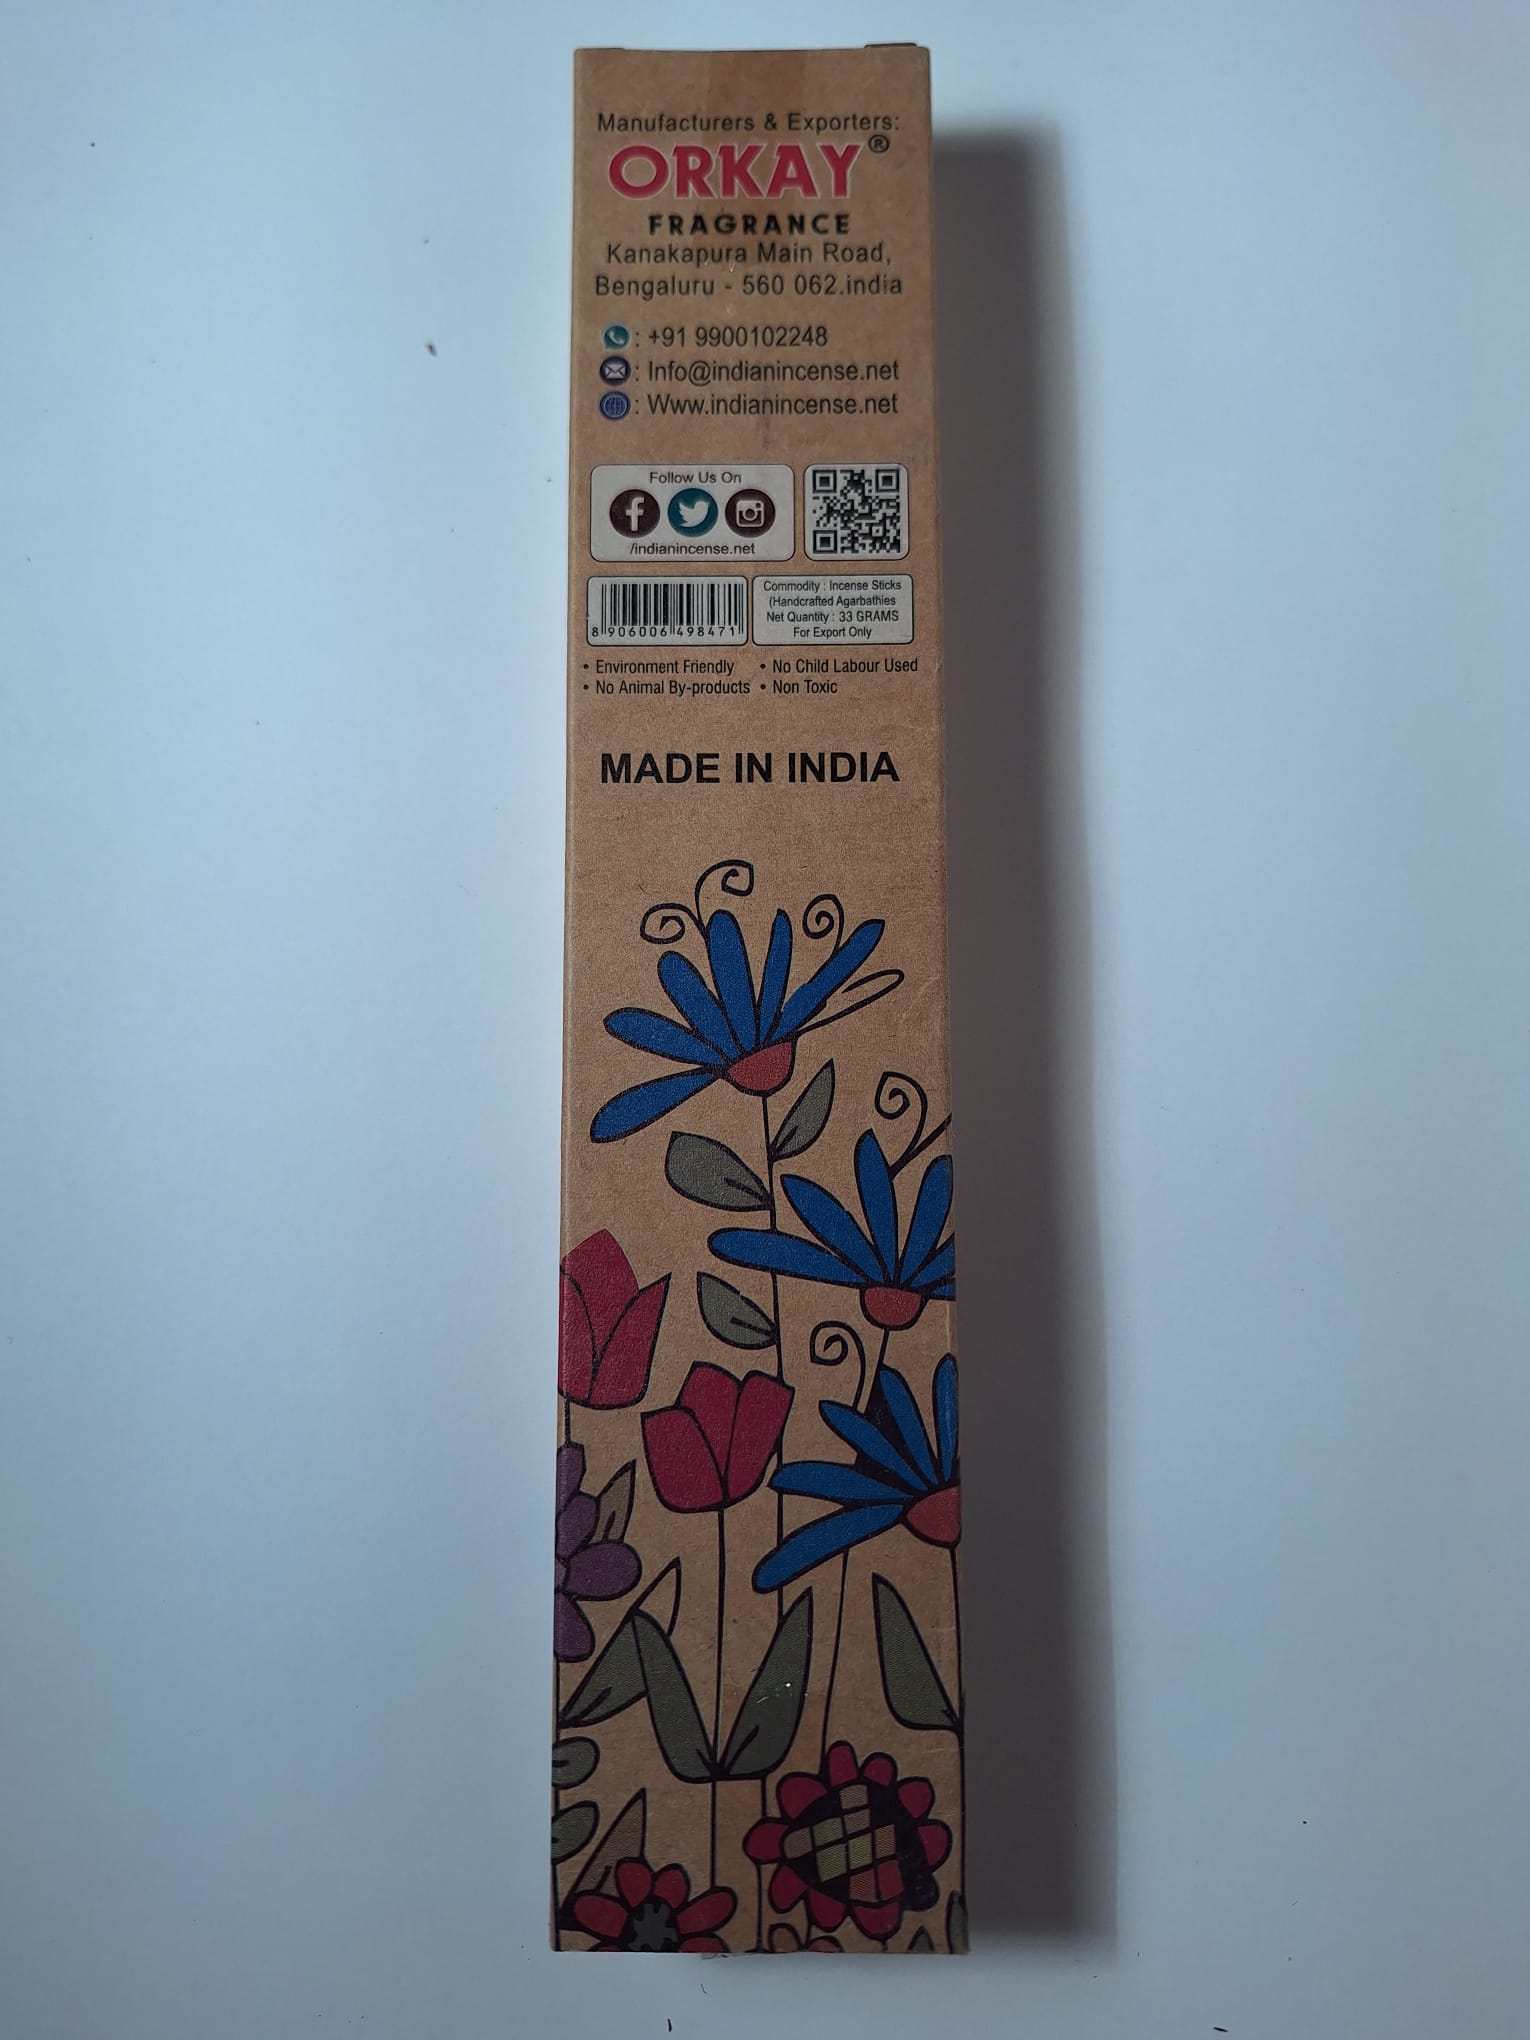 Manufacturers & Exporters:
ORKAY®
FRAGRANCE
Kanakapura Main Road,
Bengaluru - 560 062.india
: +91 9900102248
: Info@indianincense.net
: Www.indianincense.net
Follow Us On
/indianincense.net
8 906006 498471
Commodity : Incense Sticks
(Handcrafted Agarbathies
Net Quantity : 33 GRAMS
For Export Only
• Environment Friendly • No Child Labour Used
• No Animal By-products • Non Toxic
MADE IN INDIA